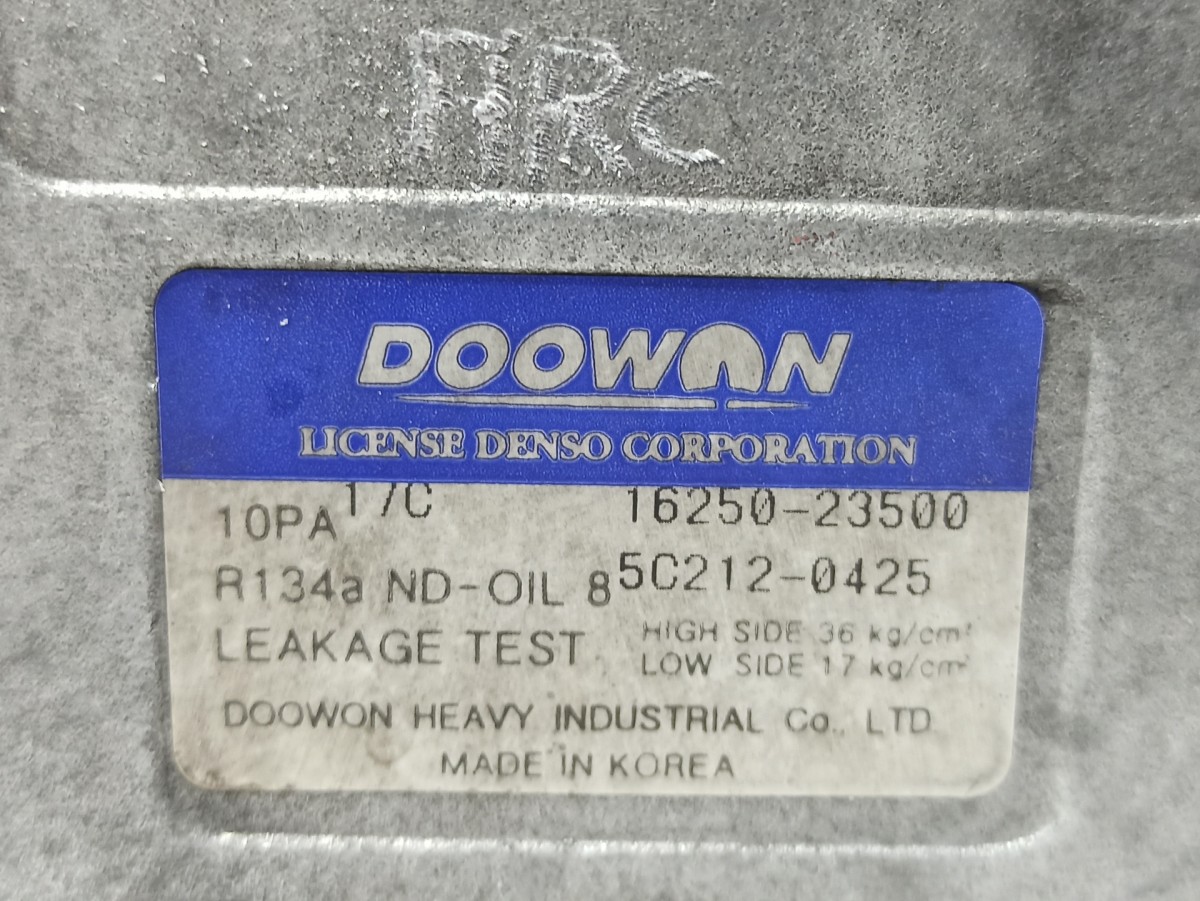 ПRC
DOOWON
LICENSE DENSO CORPORATION
10PA 17C 16250-23500
R134a ND-OIL 8 5C212-0425
LEAKAGE TEST HIGH SIDE 36 kg/cm²
LOW SIDE 17 kg/cm²
DOOWON HEAVY INDUSTRIAL Co., LTD
MADE IN KOREA